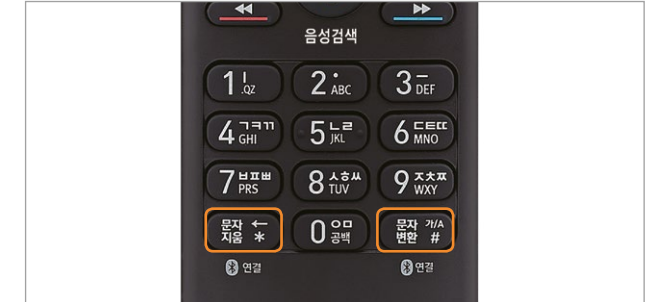 음성검색
1 ㅣ .QZ
2 · ABC
3 ㅡ DEF
4 ㄱㅋㄲ GHI
5 ㄴㄹ JKL
6 ㄷㅌㄸ MNO
7 ㅂㅍㅃ PRS
8 ㅅㅎㅆ TUV
9 ㅈㅊㅉ WXY
문자 ←
지움 *
0 ㅇㅁ 공백
문자 가/A
변환 #
연결
연결